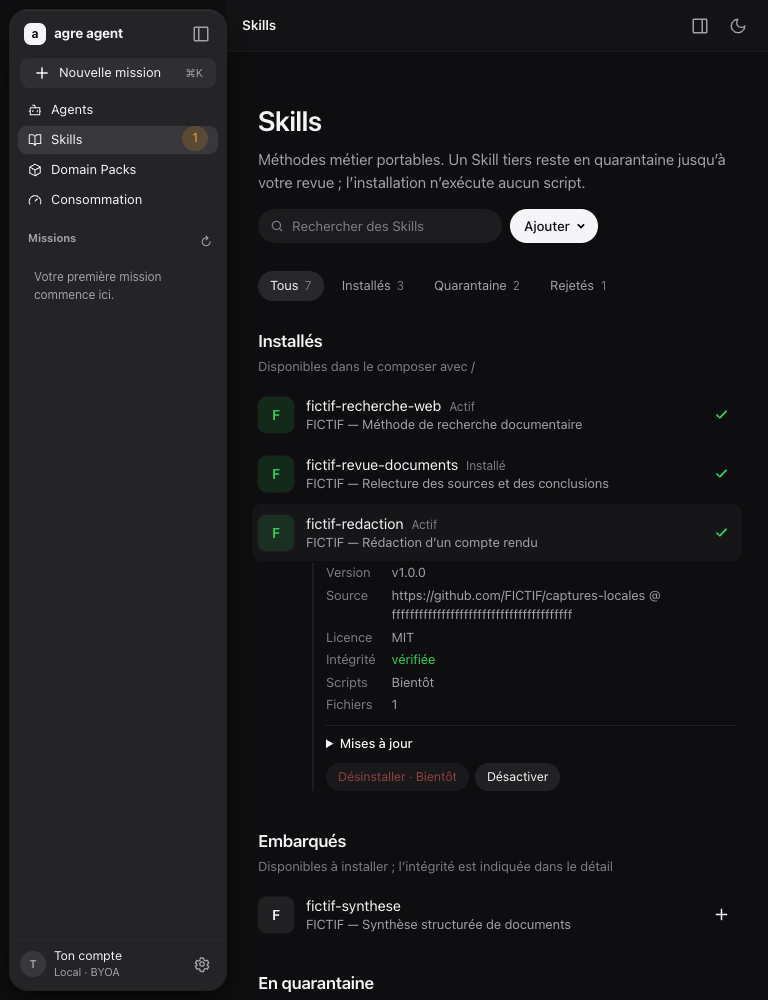 a agre agent
Nouvelle mission ⌘K
Agents
Skills 1
Domain Packs
Consommation
Missions
Votre première mission
commence ici.
T Ton compte
Local · BYOA
Skills
Skills
Méthodes métier portables. Un Skill tiers reste en quarantaine jusqu’à
votre revue ; l’installation n’exécute aucun script.
Rechercher des Skills Ajouter
Tous 7 Installés 3 Quarantaine 2 Rejetés 1
Installés
Disponibles dans le composer avec /
F fictif-recherche-web Actif
FICTIF — Méthode de recherche documentaire
F fictif-revue-documents Installé
FICTIF — Relecture des sources et des conclusions
F fictif-redaction Actif
FICTIF — Rédaction d’un compte rendu
Version v1.0.0
Source https://github.com/FICTIF/captures-locales @
ffffffffffffffffffffffffffffffffffffffff
Licence MIT
Intégrité vérifiée
Scripts Bientôt
Fichiers 1
Mises à jour
Désinstaller · Bientôt Désactiver
Embarqués
Disponibles à installer ; l’intégrité est indiquée dans le détail
F fictif-synthese
FICTIF — Synthèse structurée de documents
En quarantaine